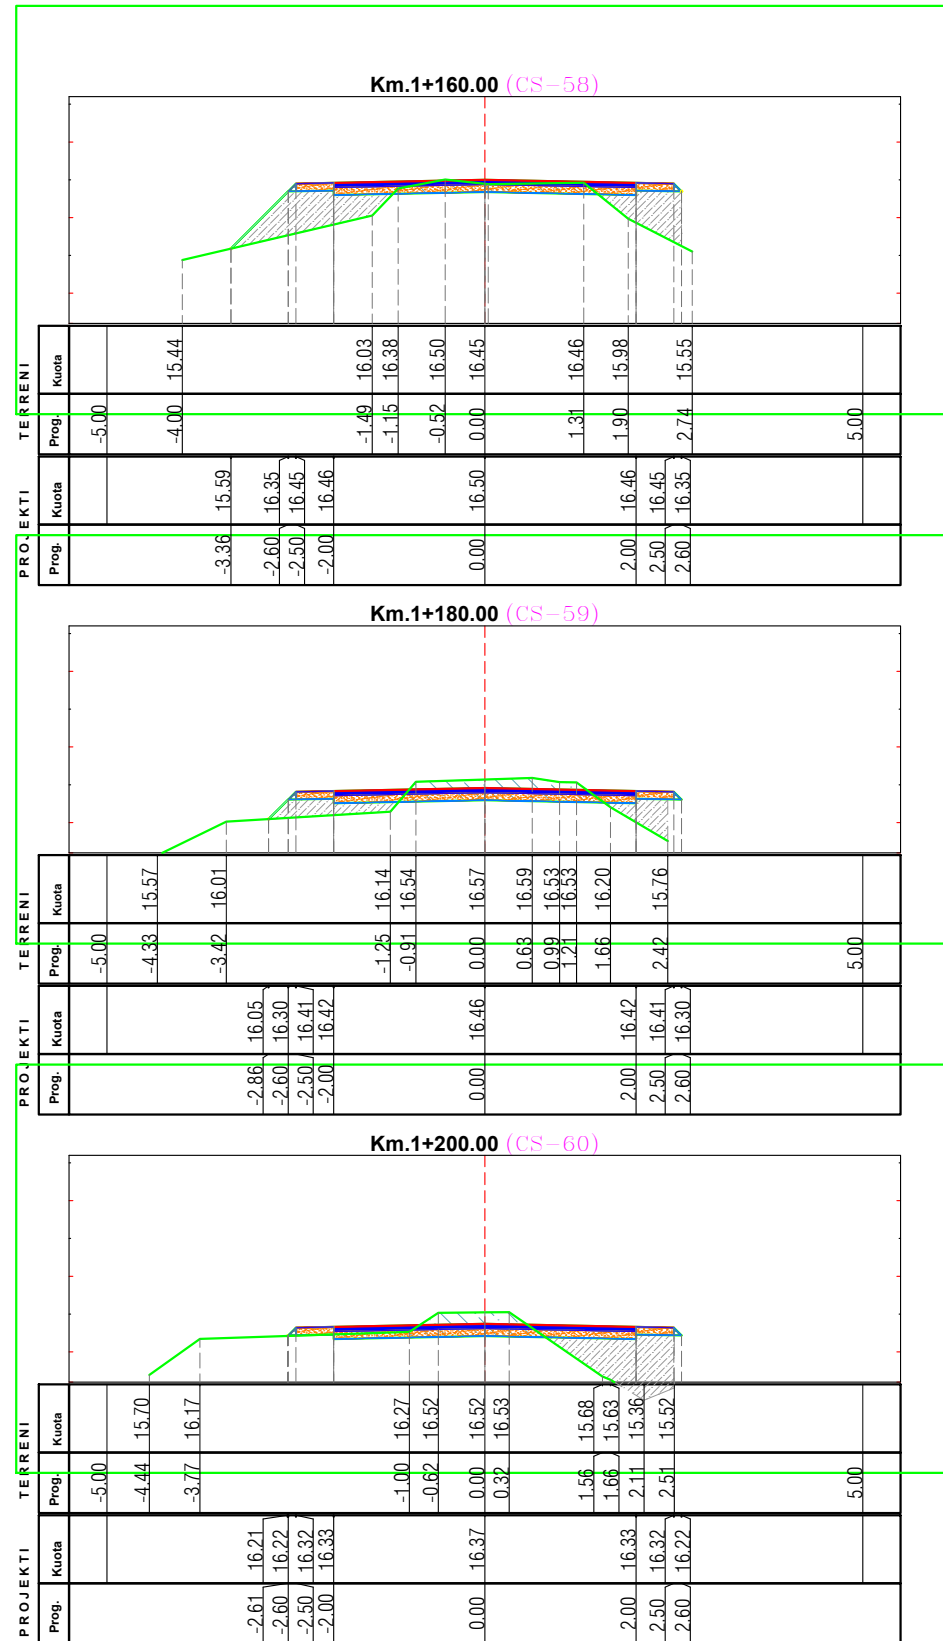 Km.1+160.00 (CS-58)
TERRENI
Kuota
15.44 16.03 16.38 16.50 16.45 16.46 15.98 15.55
Prog.
-5.00 -4.00 -1.49 -1.15 -0.52 0.00 1.31 1.90 2.74 5.00
PROJEKTI
Kuota
15.59 16.35 16.45 16.46 16.50 16.46 16.45 16.35
Prog.
-3.36 -2.60 -2.50 -2.00 0.00 2.00 2.50 2.60
Km.1+180.00 (CS-59)
TERRENI
Kuota
15.57 16.01 16.14 16.54 16.57 16.59 16.53 16.53 16.20 15.76
Prog.
-5.00 -4.33 -3.42 -1.25 -0.91 0.00 0.63 0.99 1.21 1.66 2.42 5.00
PROJEKTI
Kuota
16.05 16.30 16.41 16.42 16.46 16.42 16.41 16.30
Prog.
-2.86 -2.60 -2.50 -2.00 0.00 2.00 2.50 2.60
Km.1+200.00 (CS-60)
TERRENI
Kuota
15.70 16.17 16.27 16.52 16.52 16.53 15.68 15.63 15.36 15.52
Prog.
-5.00 -4.44 -3.77 -1.00 -0.62 0.00 0.32 1.56 1.66 2.11 2.51 5.00
PROJEKTI
Kuota
16.21 16.22 16.32 16.33 16.37 16.33 16.32 16.22
Prog.
-2.61 -2.60 -2.50 -2.00 0.00 2.00 2.50 2.60